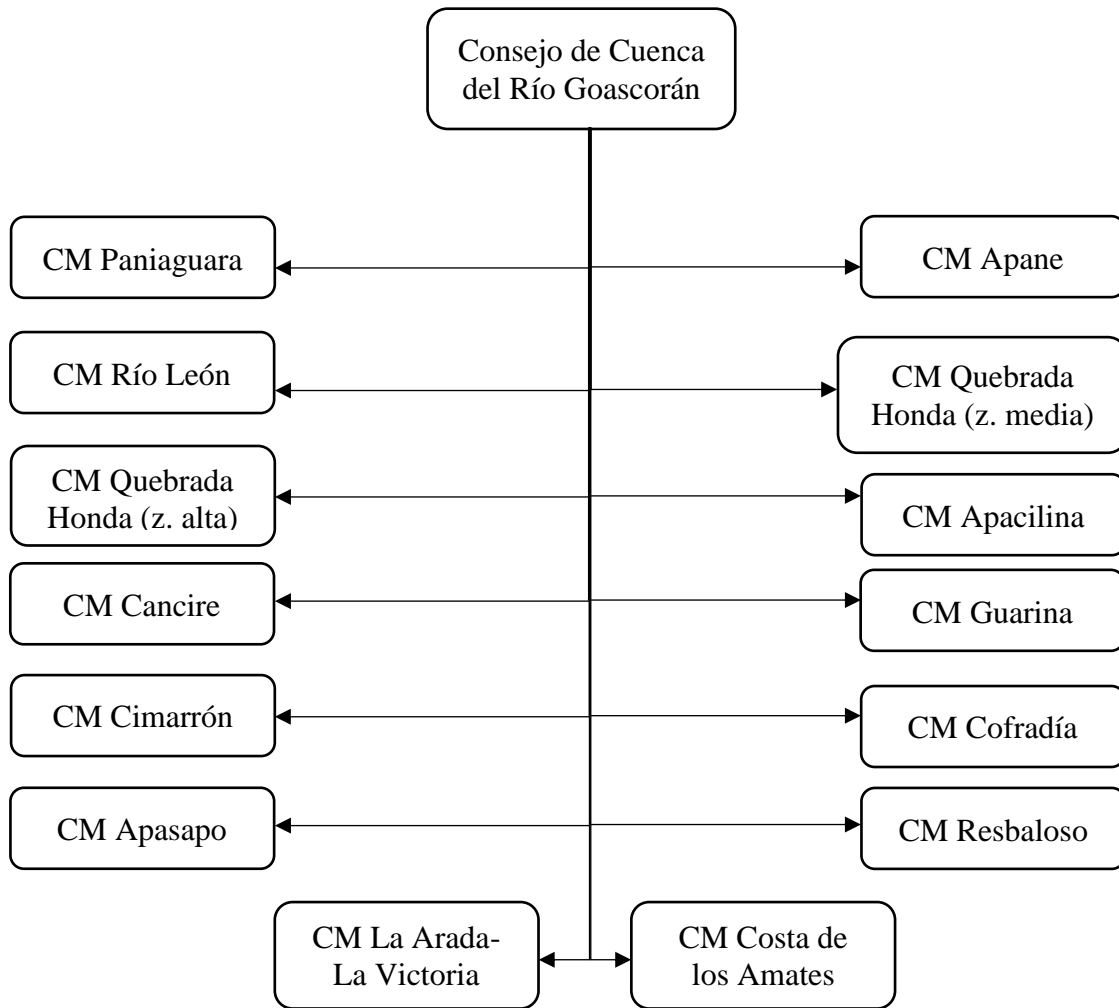 Consejo de Cuenca
del Río Goascorán
CM Paniaguara
CM Apane
CM Río León
CM Quebrada
Honda (z. media)
CM Quebrada
Honda (z. alta)
CM Apacilina
CM Cancire
CM Guarina
CM Cimarrón
CM Cofradía
CM Apasapo
CM Resbaloso
CM La Arada-
La Victoria
CM Costa de
los Amates